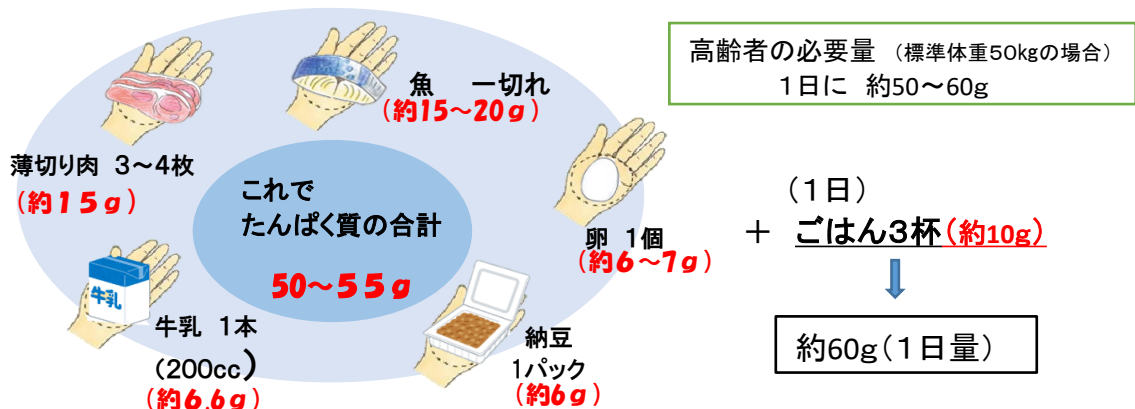 魚　一切れ
(約15～20ｇ)
薄切り肉 3～4枚
(約１５g)
これで
たんぱく質の合計
50～５５g
卵 1個
(約6～7g)
牛乳
牛乳 1本
(200cc)
(約6.6g)
納豆
1パック
(約6g)
高齢者の必要量 （標準体重50kgの場合）
１日に 約50～60g
（１日）
＋ ごはん３杯(約10g)
約60g(１日量)